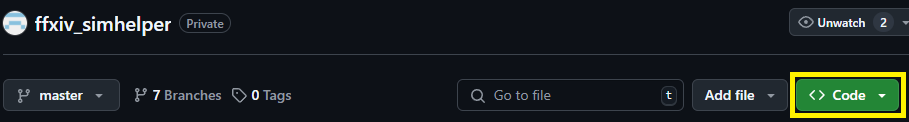 ffxiv_simhelper Private Unwatch 2
master 7 Branches 0 Tags Go to file t Add file <> Code